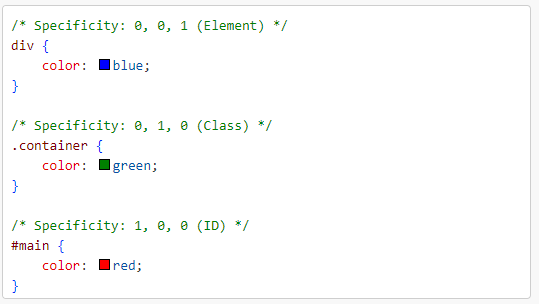 /* Specificity: 0, 0, 1 (Element) */
div {
    color: blue;
}

/* Specificity: 0, 1, 0 (Class) */
.container {
    color: green;
}

/* Specificity: 1, 0, 0 (ID) */
#main {
    color: red;
}